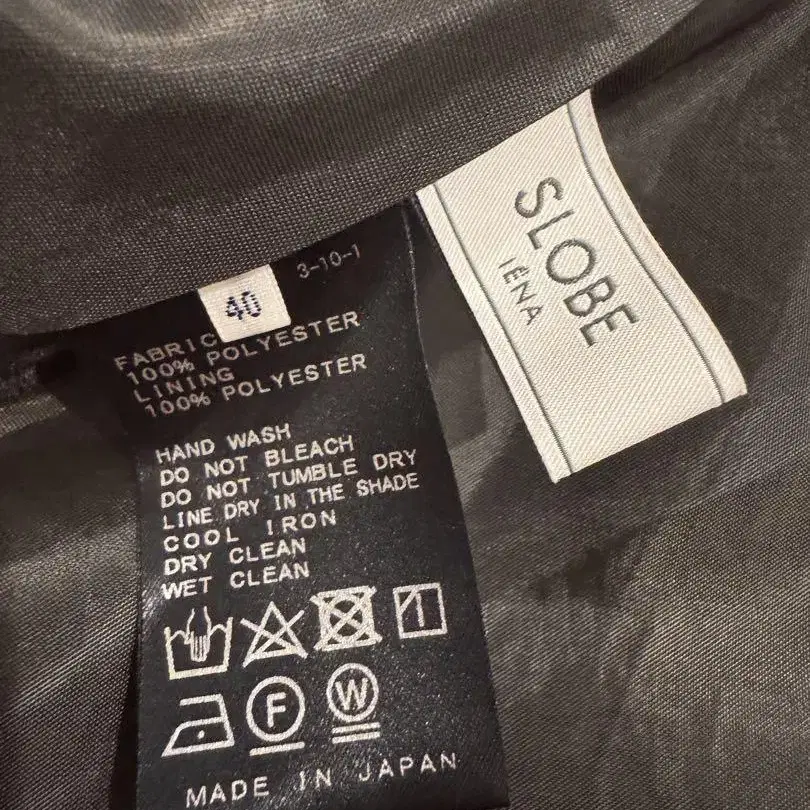 SLOBE
IÉNA
40
3-10-1
FABRIC
100% POLYESTER
LINING
100% POLYESTER
HAND WASH
DO NOT BLEACH
DO NOT TUMBLE DRY
LINE DRY IN THE SHADE
COOL IRON
DRY CLEAN
WET CLEAN
F
W
MADE IN JAPAN